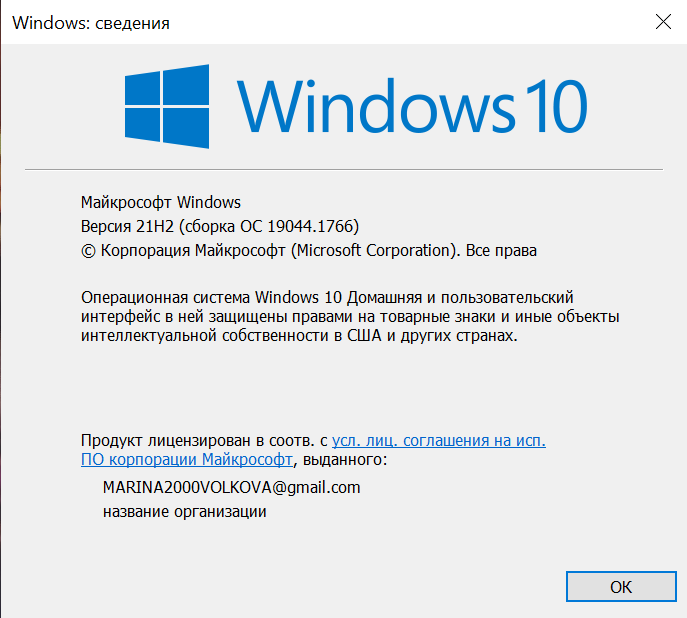 Windows: сведения
Windows 10
Майкрософт Windows
Версия 21H2 (сборка ОС 19044.1766)
© Корпорация Майкрософт (Microsoft Corporation). Все права
Операционная система Windows 10 Домашняя и пользовательский
интерфейс в ней защищены правами на товарные знаки и иные объекты
интеллектуальной собственности в США и других странах.
Продукт лицензирован в соотв. с усл. лиц. соглашения на исп.
ПО корпорации Майкрософт, выданного:
MARINA2000VOLKOVA@gmail.com
название организации
ОК